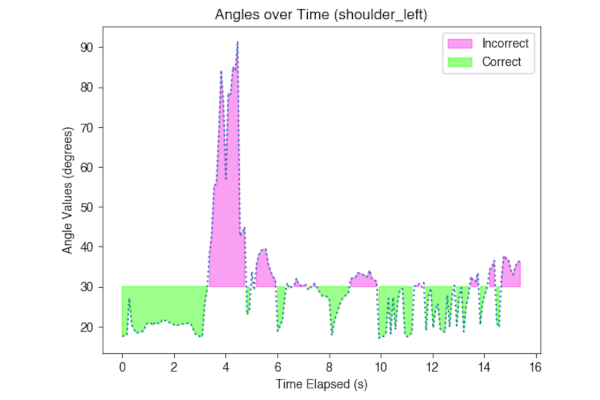 Angles over Time (shoulder_left)
Incorrect
Correct
Angle Values (degrees)
90
80
70
60
50
40
30
20
0 2 4 6 8 10 12 14 16
Time Elapsed (s)